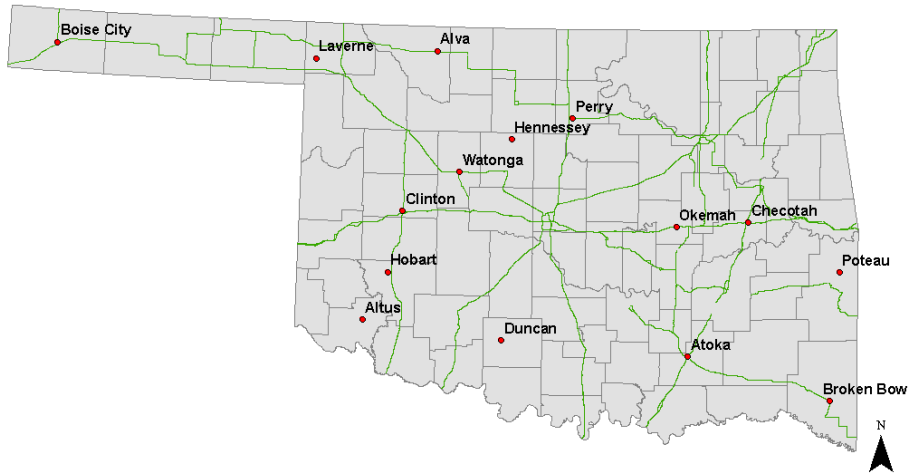 Boise City
Laverne
Alva
Perry
Hennessey
Watonga
Clinton
Okemah
Checotah
Hobart
Poteau
Altus
Duncan
Atoka
Broken Bow
N